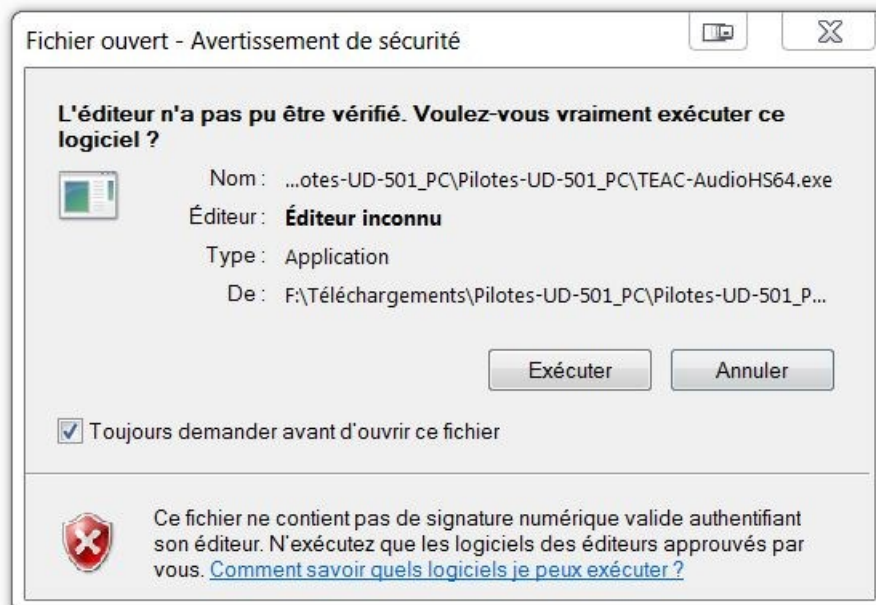 Fichier ouvert - Avertissement de sécurité
L'éditeur n'a pas pu être vérifié. Voulez-vous vraiment exécuter ce
logiciel ?
Nom : ...otes-UD-501_PC\Pilotes-UD-501_PC\TEAC-AudioHS64.exe
Éditeur : Éditeur inconnu
Type : Application
De : F:\Téléchargements\Pilotes-UD-501_PC\Pilotes-UD-501_P...
Exécuter Annuler
Toujours demander avant d'ouvrir ce fichier
Ce fichier ne contient pas de signature numérique valide authentifiant
son éditeur. N'exécutez que les logiciels des éditeurs approuvés par
vous. Comment savoir quels logiciels je peux exécuter ?